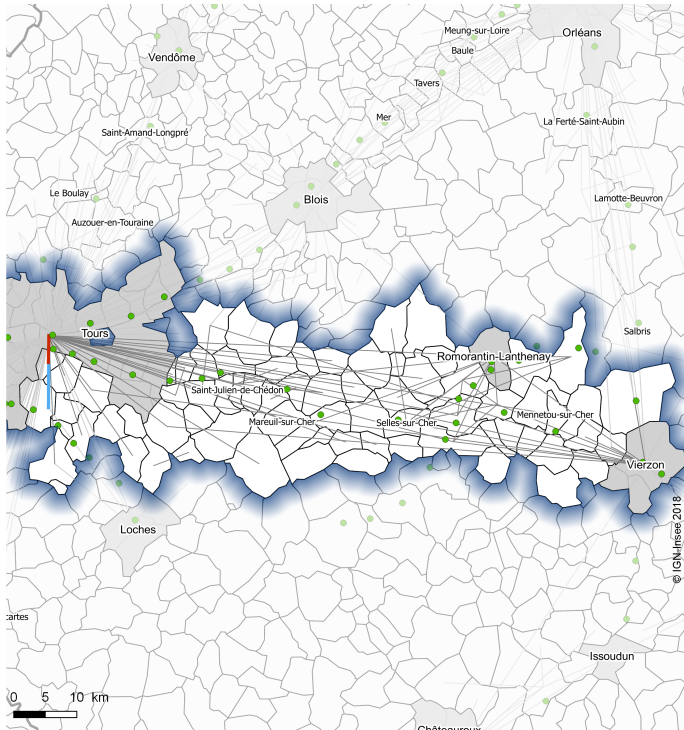 Meung-sur-Loire
Orléans
Baule
Vendôme
Tavers
Mer
La Ferté-Saint-Aubin
Saint-Amand-Longpré
Le Boulay
Blois
Lamotte-Beuvron
Auzouer-en-Touraine
Tours
Salbris
Romorantin-Lanthenay
Saint-Julien-de-Chédon
Mareuil-sur-Cher
Selles-sur-Cher
Mennetou-sur-Cher
Vierzon
Loches
© IGN-Insee 2018
cartes
Issoudun
0 5 10 km
Châteauroux